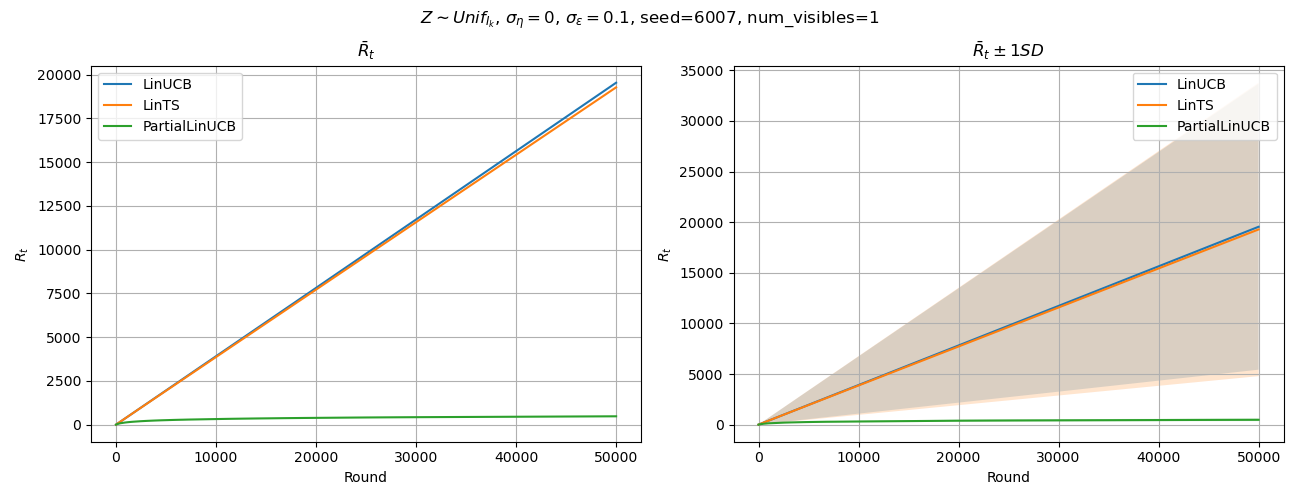 Z ∼ Unif_{I_k}, σ_η = 0, σ_ε = 0.1, seed=6007, num_visibles=1
R̄_t
20000
17500
15000
12500
10000
7500
5000
2500
0
R_t
LinUCB
LinTS
PartialLinUCB
0 10000 20000 30000 40000 50000
Round
R̄_t ± 1SD
35000
30000
25000
20000
15000
10000
5000
0
R_t
LinUCB
LinTS
PartialLinUCB
0 10000 20000 30000 40000 50000
Round